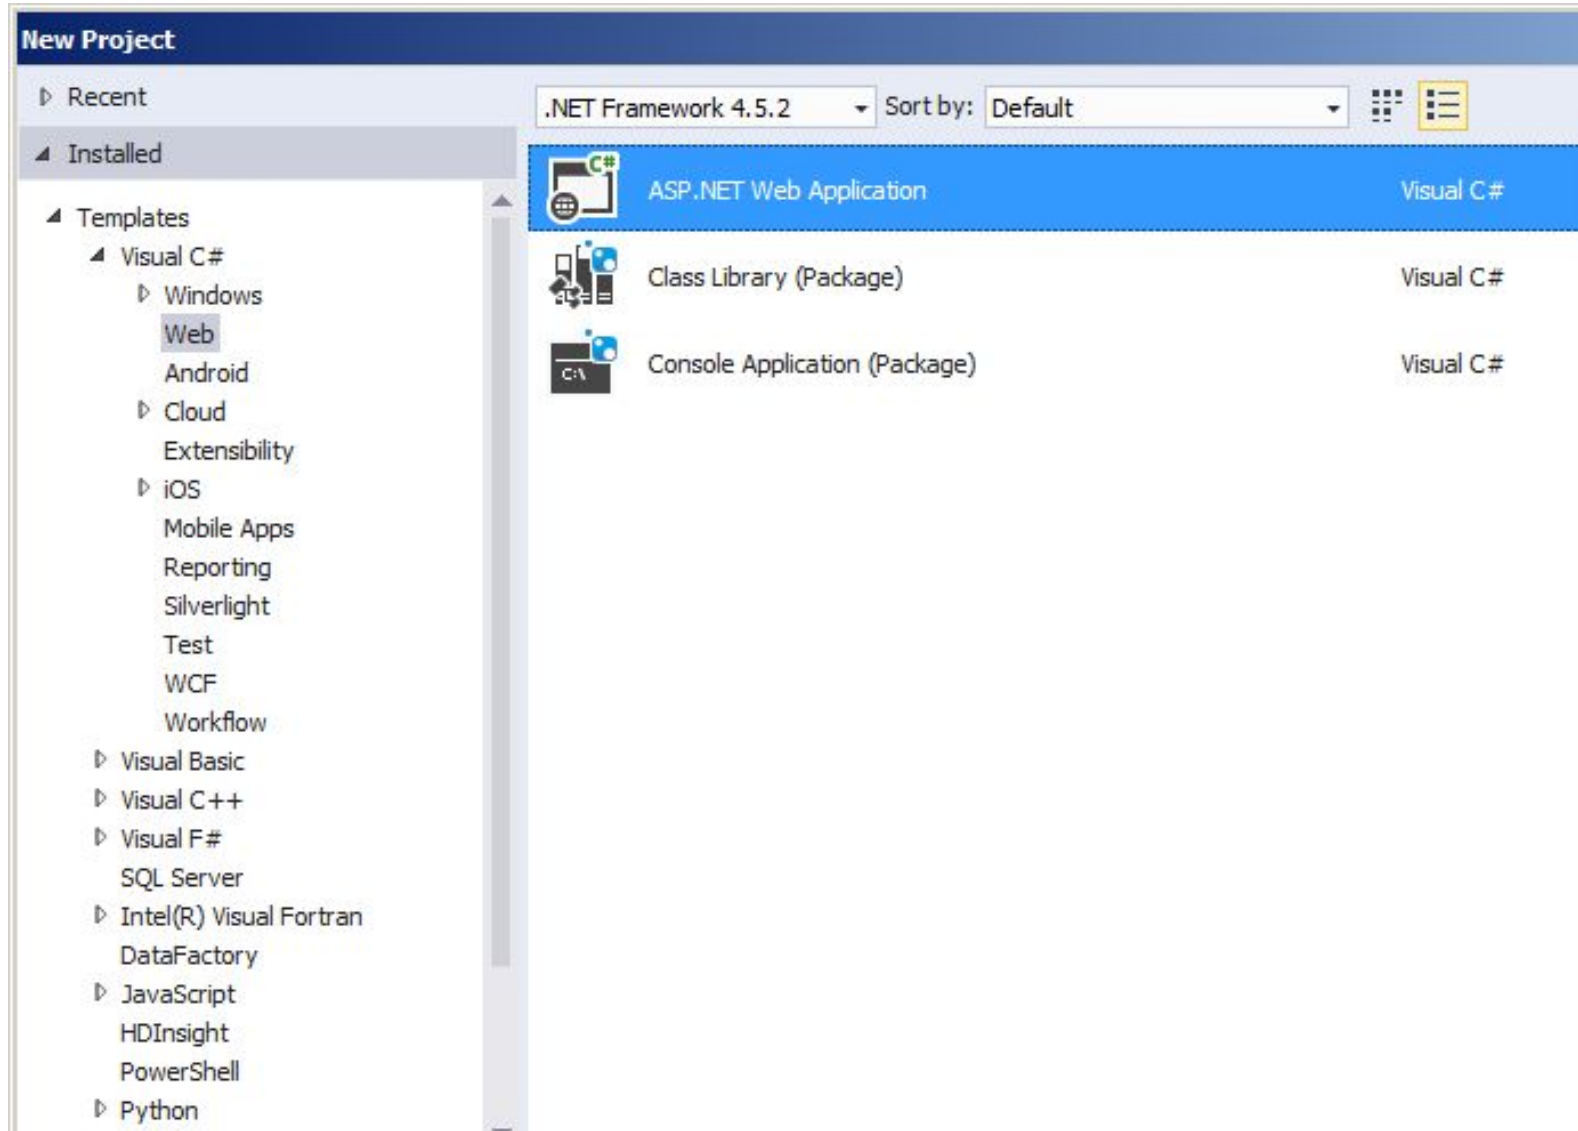 New Project
Recent
Installed
Templates
Visual C#
Windows
Web
Android
Cloud
Extensibility
iOS
Mobile Apps
Reporting
Silverlight
Test
WCF
Workflow
Visual Basic
Visual C++
Visual F#
SQL Server
Intel(R) Visual Fortran
DataFactory
JavaScript
HDInsight
PowerShell
Python
.NET Framework 4.5.2 Sort by: Default
C#
ASP.NET Web Application Visual C#
Class Library (Package) Visual C#
C:\
Console Application (Package) Visual C#